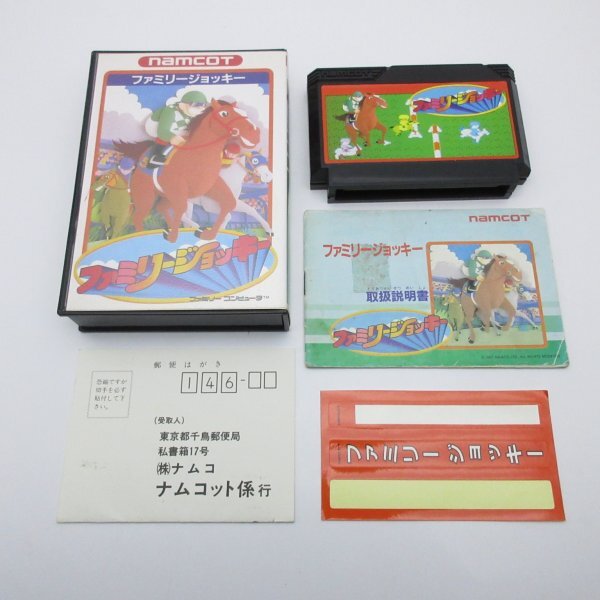 namcoT
ファミリージョッキー
ファミリージョッキー
ファミリー コンピュータ™
namcoT
ファミリージョッキー
namcoT
ファミリージョッキー
取扱説明書
ファミリージョッキー
郵便はがき
恐縮ですが
切手を必ず
貼付して下
さい。
146-
(受取人)
東京都千鳥郵便局
私書箱17号
(株)ナムコ
ナムコット係 行
ファミリー ジョッキー